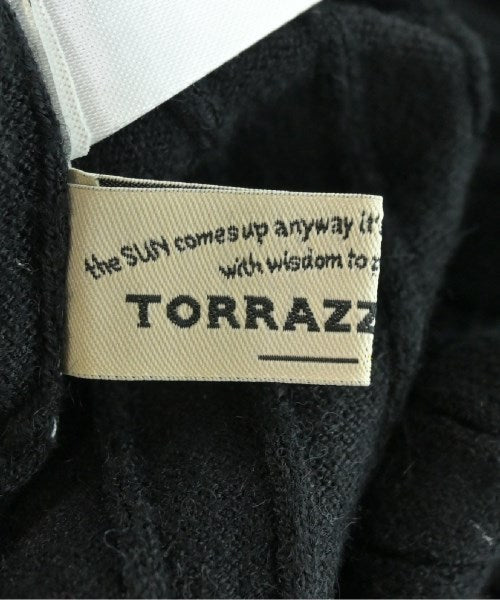 the SUN comes up anyway it's
with wisdom to
TORRAZZ